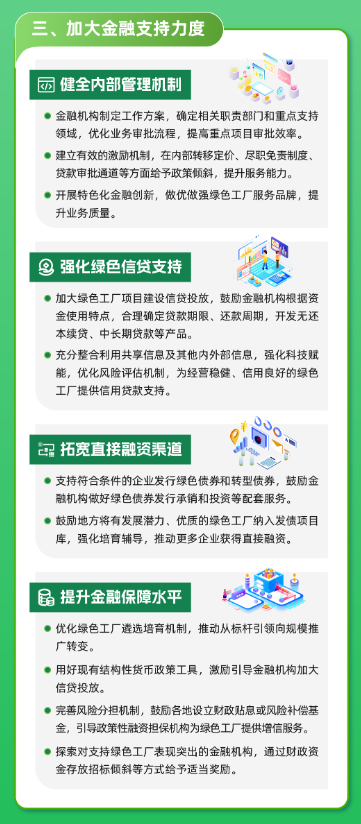 三、加大金融支持力度
健全内部管理机制
金融机构制定工作方案，确定相关职责部门和重点支持
领域，优化业务审批流程，提高重点项目审批效率。
建立有效的激励机制，在内部转移定价、尽职免责制度、
贷款审批通道等方面给予政策倾斜，提升服务能力。
开展特色化金融创新，做优做强绿色工厂服务品牌，提
升业务质量。
强化绿色信贷支持
加大绿色工厂项目建设信贷投放，鼓励金融机构根据资
金使用特点，合理确定贷款期限、还款周期，开发无还
本续贷、中长期贷款等产品。
充分整合利用共享信息及其他内外部信息，强化科技赋
能，优化风险评估机制，为经营稳健、信用良好的绿色
工厂提供信用贷款支持。
拓宽直接融资渠道
支持符合条件的企业发行绿色债券和转型债券，鼓励金
融机构做好绿色债券发行承销和投资等配套服务。
鼓励地方将有发展潜力、优质的绿色工厂纳入发债项目
库，强化培育辅导，推动更多企业获得直接融资。
提升金融保障水平
优化绿色工厂遴选培育机制，推动从标杆引领向规模推
广转变。
用好现有结构性货币政策工具，激励引导金融机构加大
信贷投放。
完善风险分担机制，鼓励各地设立财政贴息或风险补偿基
金，引导政策性融资担保机构为绿色工厂提供增信服务。
探索对支持绿色工厂表现突出的金融机构，通过财政资
金存放招标倾斜等方式给予适当奖励。